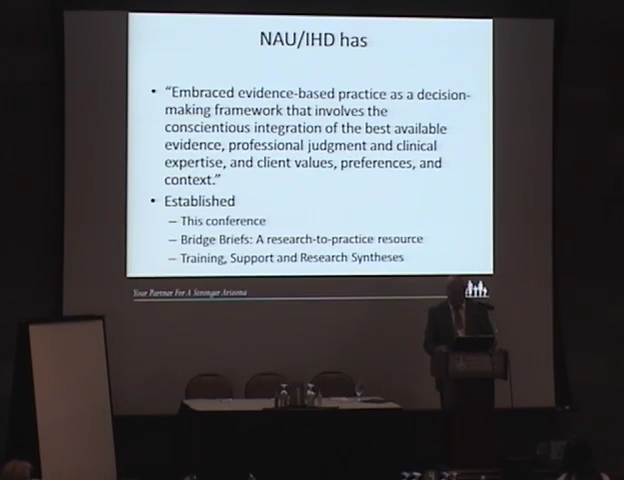 NAU/IHD has
• “Embraced evidence-based practice as a decision-
making framework that involves the
conscientious integration of the best available
evidence, professional judgment and clinical
expertise, and client values, preferences, and
context.”
• Established
– This conference
– Bridge Briefs: A research-to-practice resource
– Training, Support and Research Syntheses
Your Partner For A Stronger Arizona